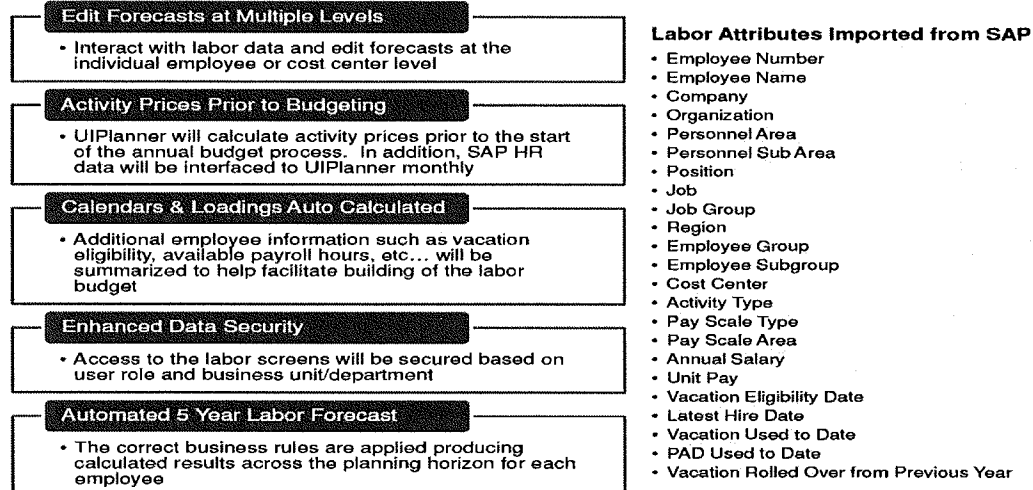 Edit Forecasts at Multiple Levels
• Interact with labor data and edit forecasts at the
individual employee or cost center level
Activity Prices Prior to Budgeting
• UIPlanner will calculate activity prices prior to the start
of the annual budget process. In addition, SAP HR
data will be interfaced to UIPlanner monthly
Calendars & Loadings Auto Calculated
• Additional employee information such as vacation
eligibility, available payroll hours, etc... will be
summarized to help facilitate building of the labor
budget
Enhanced Data Security
• Access to the labor screens will be secured based on
user role and business unit/department
Automated 5 Year Labor Forecast
• The correct business rules are applied producing
calculated results across the planning horizon for each
employee
Labor Attributes Imported from SAP
• Employee Number
• Employee Name
• Company
• Organization
• Personnel Area
• Personnel Sub Area
• Position
• Job
• Job Group
• Region
• Employee Group
• Employee Subgroup
• Cost Center
• Activity Type
• Pay Scale Type
• Pay Scale Area
• Annual Salary
• Unit Pay
• Vacation Eligibility Date
• Latest Hire Date
• Vacation Used to Date
• PAD Used to Date
• Vacation Rolled Over from Previous Year